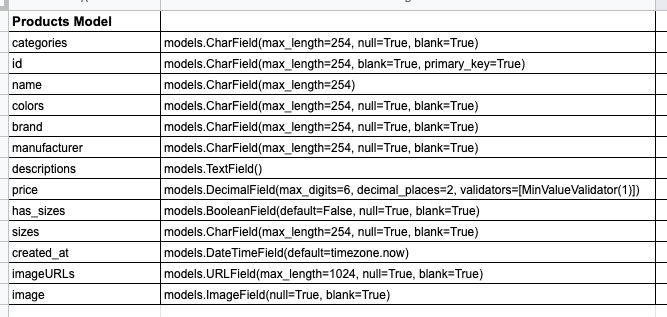 Products Model
categories models.CharField(max_length=254, null=True, blank=True)
id models.CharField(max_length=254, blank=True, primary_key=True)
name models.CharField(max_length=254)
colors models.CharField(max_length=254, null=True, blank=True)
brand models.CharField(max_length=254, null=True, blank=True)
manufacturer models.CharField(max_length=254, null=True, blank=True)
descriptions models.TextField()
price models.DecimalField(max_digits=6, decimal_places=2, validators=[MinValueValidator(1)])
has_sizes models.BooleanField(default=False, null=True, blank=True)
sizes models.CharField(max_length=254, null=True, blank=True)
created_at models.DateTimeField(default=timezone.now)
imageURLs models.URLField(max_length=1024, null=True, blank=True)
image models.ImageField(null=True, blank=True)